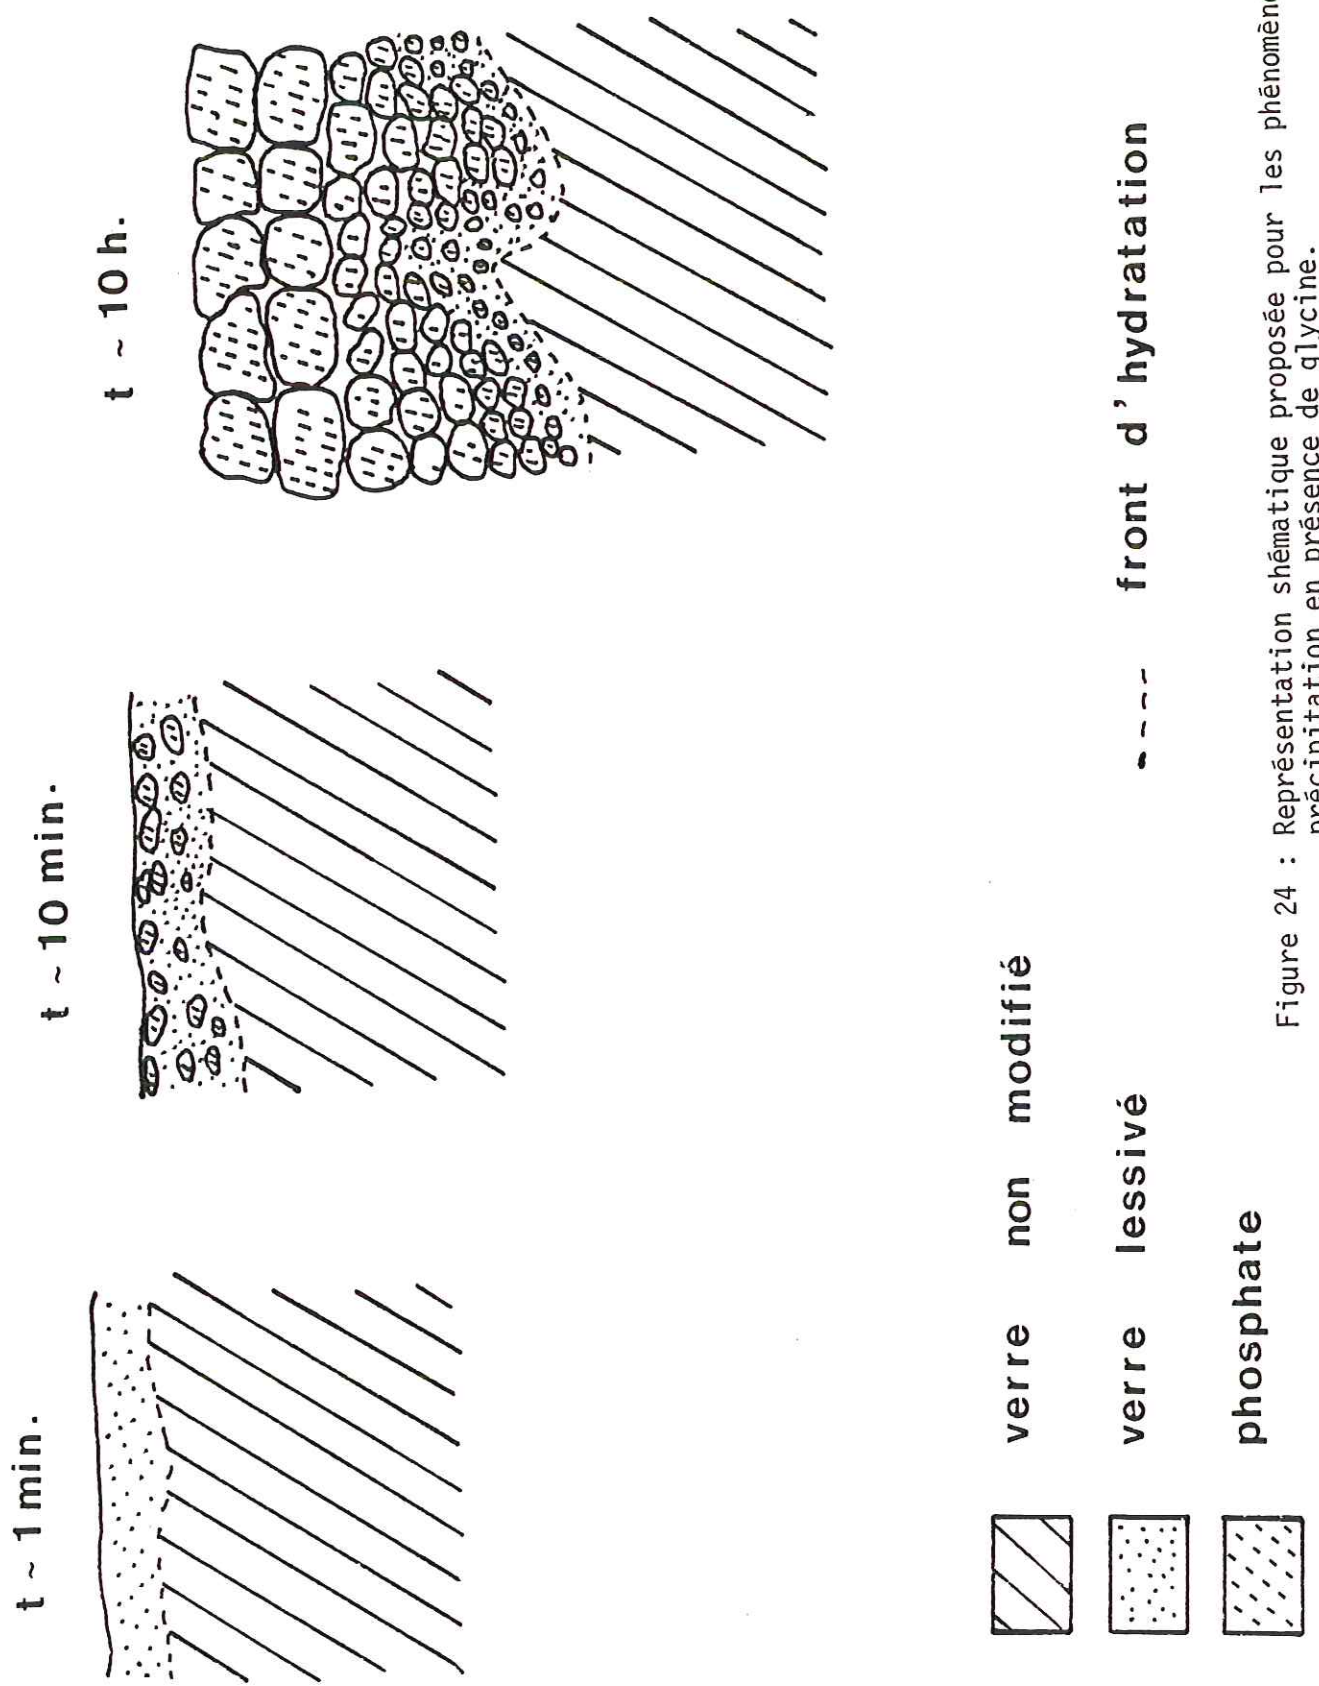 t ~ 1 min.
t ~ 10 min.
t ~ 10 h.
verre non modifié
verre lessivé
phosphate
front d'hydratation
Figure 24 : Représentation shématique proposée pour les
précipitation en présence de glycine.